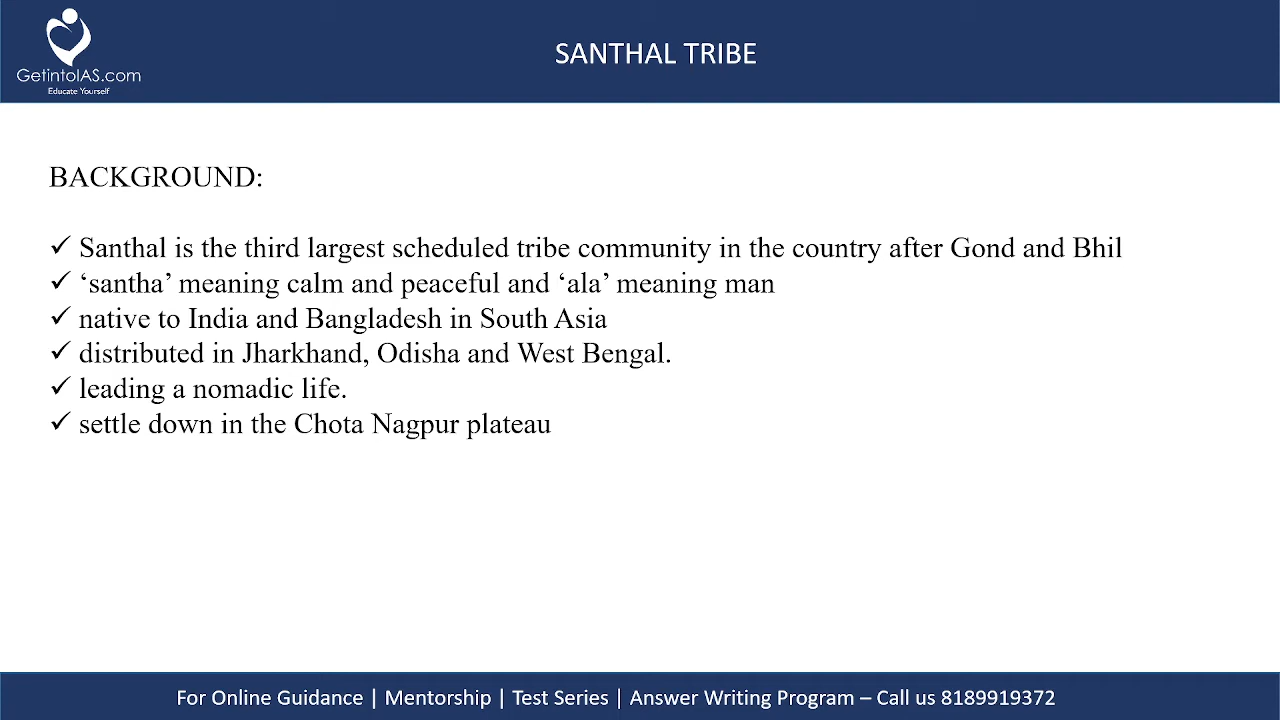 GetintoIAS.com
Educate Yourself
SANTHAL TRIBE
BACKGROUND:
✓ Santhal is the third largest scheduled tribe community in the country after Gond and Bhil
✓ ‘santha’ meaning calm and peaceful and ‘ala’ meaning man
✓ native to India and Bangladesh in South Asia
✓ distributed in Jharkhand, Odisha and West Bengal.
✓ leading a nomadic life.
✓ settle down in the Chota Nagpur plateau
For Online Guidance | Mentorship | Test Series | Answer Writing Program – Call us 8189919372